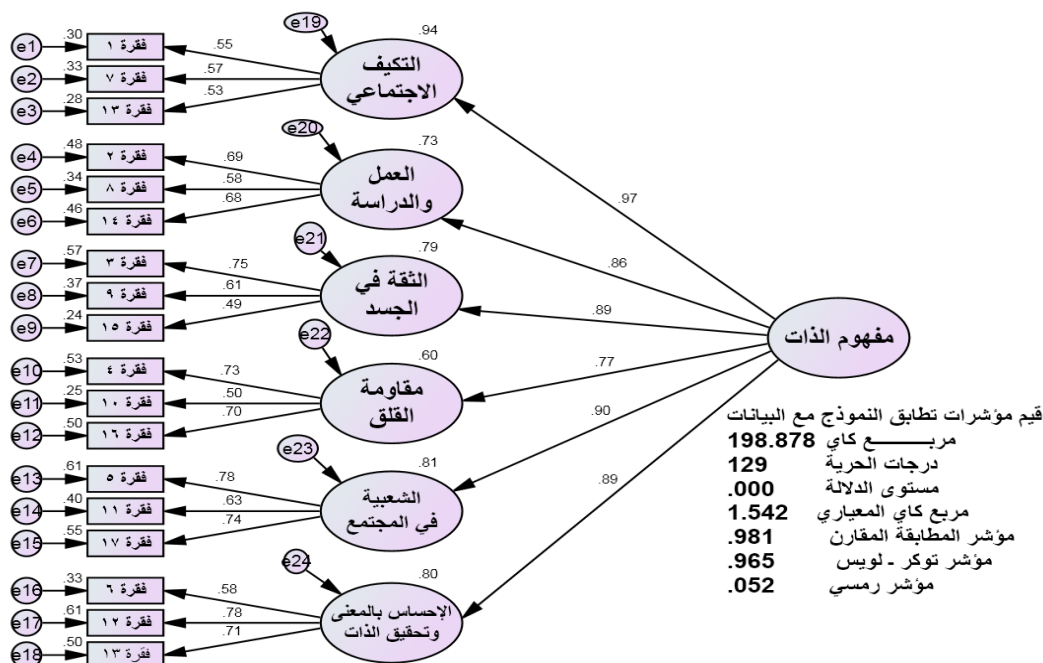 e19
.94
التكيف
الاجتماعي
e1
.30
فقرة ١
.55
e2
.33
فقرة ٧
.57
e3
.28
فقرة ١٣
.53
.97
e20
.73
العمل
والدراسة
e4
.48
فقرة ٢
.69
e5
.34
فقرة ٨
.58
e6
.46
فقرة ١٤
.68
.86
e21
.79
الثقة في
الجسد
e7
.57
فقرة ٣
.75
e8
.37
فقرة ٩
.61
e9
.24
فقرة ١٥
.49
.89
e22
.60
مقاومة
القلق
e10
.53
فقرة ٤
.73
e11
.25
فقرة ١٠
.50
e12
.50
فقرة ١٦
.70
.77
e23
.81
الشعبية
في المجتمع
e13
.61
فقرة ٥
.78
e14
.40
فقرة ١١
.63
e15
.55
فقرة ١٧
.74
.90
e24
.80
الإحساس بالمعنى
وتحقيق الذات
e16
.33
فقرة ٦
.58
e17
.61
فقرة ١٢
.78
e18
.50
فقرة ١٣
.71
.89
مفهوم الذات
قيم مؤشرات تطابق النموذج مع البيانات
مربــــــــع كاي 198.878
درجات الحرية 129
مستوى الدلالة .000
مربع كاي المعياري 1.542
مؤشر المطابقة المقارن .981
مؤشر توكر ـ لويس .965
مؤشر رمسي .052